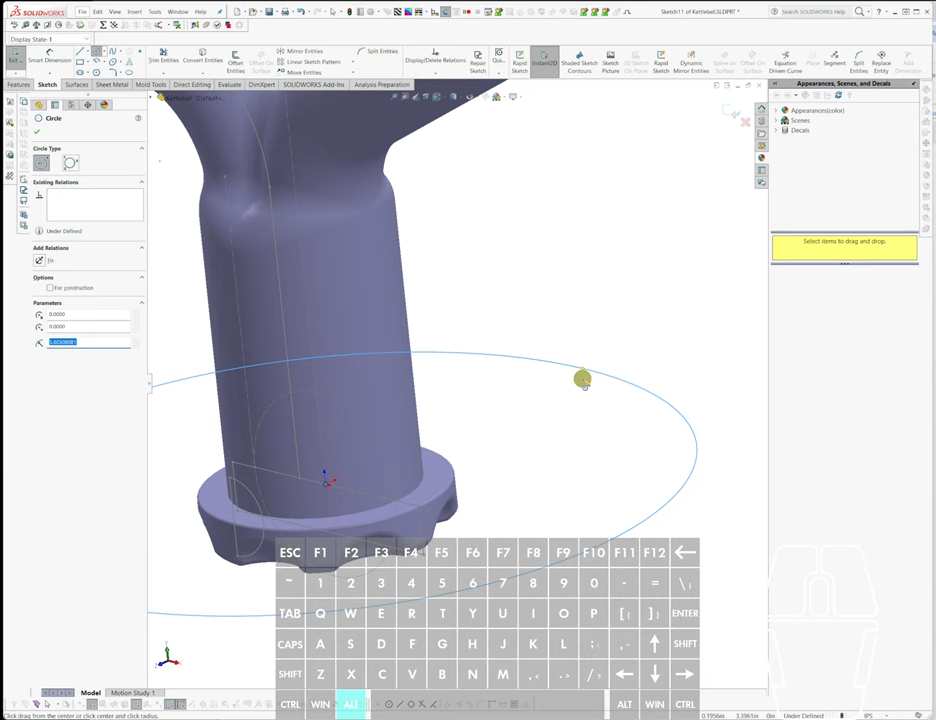 SOLIDWORKS File Edit View Insert Tools Window Sketch11 of Kettlebell.SLDPRT * Search SOLIDWORKS Help
Display State-1
Exit... Smart Dimension Trim Entities Convert Entities Offset Entities Mirror Entities Linear Sketch Pattern Move Entities Split Entities Display/Delete Relations Repair Sketch Qui... Rapid Sketch Instant2D Shaded Sketch Contours Sketch Picture Rapid Sketch Dynamic Mirror Entities Equation Driven Curve Segment Split Entities Replace Entity
Features Sketch Surfaces Sheet Metal Mold Tools Direct Editing Evaluate DimXpert SOLIDWORKS Add-Ins Analysis Preparation
Appearances, Scenes, and Decals
Appearances(color)
Scenes
Decals
Select items to drag and drop.
Circle
Circle Type
Existing Relations
Under Defined
Add Relations
Fix
Options
For construction
Parameters
0.0000
0.0000
ESC F1 F2 F3 F4 F5 F6 F7 F8 F9 F10 F11 F12 ←
~ 1 2 3 4 5 6 7 8 9 0 - = \|
TAB Q W E R T Y U I O P [{ ]} ENTER
CAPS A S D F G H J K L ; , ↑ SHIFT
SHIFT Z X C V B N M ,< .> /? ← ↓ →
CTRL WIN ALT ALT WIN CTRL
Model Motion Study 1
Click drag from the center or click center and radius.
0.1956in 3.3961in 0in Under Defined IPS